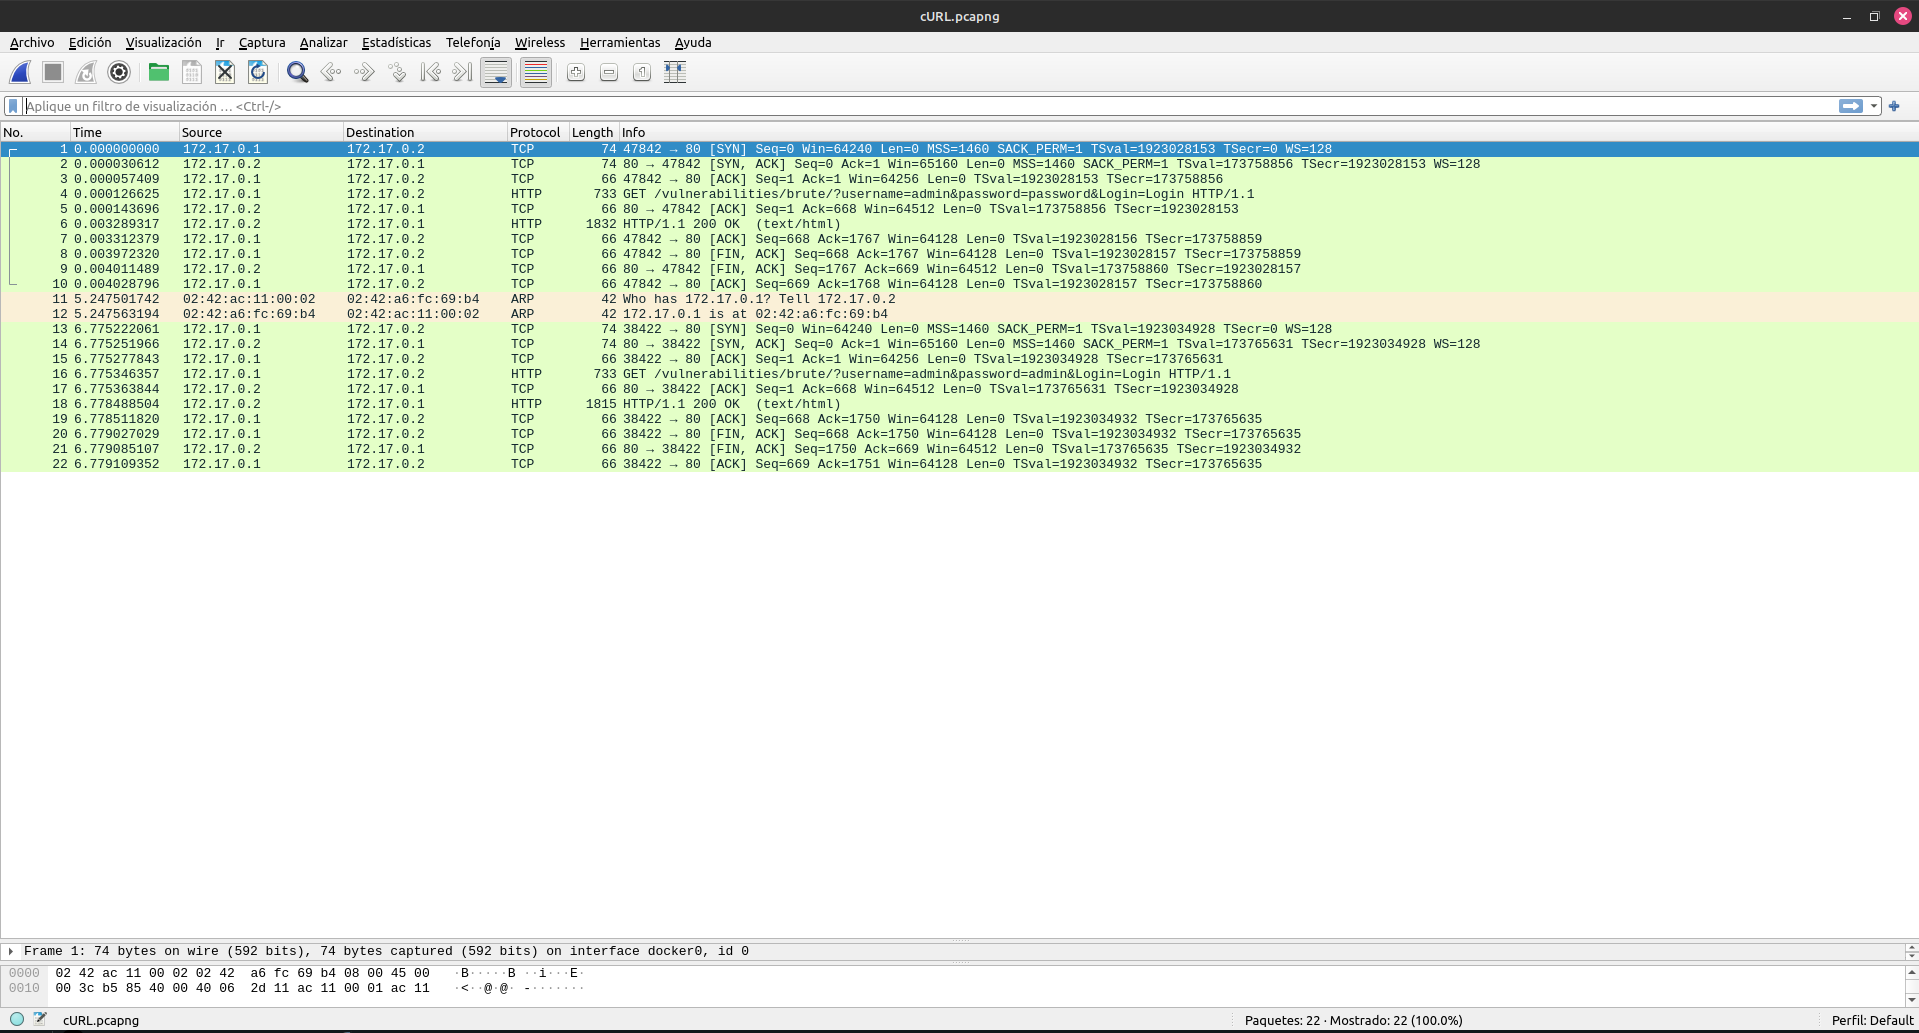 cURL.pcapng
Archivo Edición Visualización Ir Captura Analizar Estadísticas Telefonía Wireless Herramientas Ayuda
Aplique un filtro de visualización … <Ctrl-/>
No. Time Source Destination Protocol Length Info
1 0.000000000 172.17.0.1 172.17.0.2 TCP 74 47842 → 80 [SYN] Seq=0 Win=64240 Len=0 MSS=1460 SACK_PERM=1 TSval=1923028153 TSecr=0 WS=128
2 0.000030612 172.17.0.2 172.17.0.1 TCP 74 80 → 47842 [SYN, ACK] Seq=0 Ack=1 Win=65160 Len=0 MSS=1460 SACK_PERM=1 TSval=173758856 TSecr=1923028153 WS=128
3 0.000057409 172.17.0.1 172.17.0.2 TCP 66 47842 → 80 [ACK] Seq=1 Ack=1 Win=64256 Len=0 TSval=1923028153 TSecr=173758856
4 0.000126625 172.17.0.1 172.17.0.2 HTTP 733 GET /vulnerabilities/brute/?username=admin&password=password&Login=Login HTTP/1.1
5 0.000143696 172.17.0.2 172.17.0.1 TCP 66 80 → 47842 [ACK] Seq=1 Ack=668 Win=64512 Len=0 TSval=173758856 TSecr=1923028153
6 0.003289317 172.17.0.2 172.17.0.1 HTTP 1832 HTTP/1.1 200 OK (text/html)
7 0.003312379 172.17.0.1 172.17.0.2 TCP 66 47842 → 80 [ACK] Seq=668 Ack=1767 Win=64128 Len=0 TSval=1923028156 TSecr=173758859
8 0.003972320 172.17.0.1 172.17.0.2 TCP 66 47842 → 80 [FIN, ACK] Seq=668 Ack=1767 Win=64128 Len=0 TSval=1923028157 TSecr=173758859
9 0.004011489 172.17.0.2 172.17.0.1 TCP 66 80 → 47842 [FIN, ACK] Seq=1767 Ack=669 Win=64512 Len=0 TSval=173758860 TSecr=1923028157
10 0.004028796 172.17.0.1 172.17.0.2 TCP 66 47842 → 80 [ACK] Seq=669 Ack=1768 Win=64128 Len=0 TSval=1923028157 TSecr=173758860
11 5.247501742 02:42:ac:11:00:02 02:42:a6:fc:69:b4 ARP 42 Who has 172.17.0.1? Tell 172.17.0.2
12 5.247563194 02:42:a6:fc:69:b4 02:42:ac:11:00:02 ARP 42 172.17.0.1 is at 02:42:a6:fc:69:b4
13 6.775222061 172.17.0.1 172.17.0.2 TCP 74 38422 → 80 [SYN] Seq=0 Win=64240 Len=0 MSS=1460 SACK_PERM=1 TSval=1923034928 TSecr=0 WS=128
14 6.775251966 172.17.0.2 172.17.0.1 TCP 74 80 → 38422 [SYN, ACK] Seq=0 Ack=1 Win=65160 Len=0 MSS=1460 SACK_PERM=1 TSval=173765631 TSecr=1923034928 WS=128
15 6.775277843 172.17.0.1 172.17.0.2 TCP 66 38422 → 80 [ACK] Seq=1 Ack=1 Win=64256 Len=0 TSval=1923034928 TSecr=173765631
16 6.775346357 172.17.0.1 172.17.0.2 HTTP 733 GET /vulnerabilities/brute/?username=admin&password=admin&Login=Login HTTP/1.1
17 6.775363844 172.17.0.2 172.17.0.1 TCP 66 80 → 38422 [ACK] Seq=1 Ack=668 Win=64512 Len=0 TSval=173765631 TSecr=1923034928
18 6.778488504 172.17.0.2 172.17.0.1 HTTP 1815 HTTP/1.1 200 OK (text/html)
19 6.778511820 172.17.0.1 172.17.0.2 TCP 66 38422 → 80 [ACK] Seq=668 Ack=1750 Win=64128 Len=0 TSval=1923034932 TSecr=173765635
20 6.779027029 172.17.0.1 172.17.0.2 TCP 66 38422 → 80 [FIN, ACK] Seq=668 Ack=1750 Win=64128 Len=0 TSval=1923034932 TSecr=173765635
21 6.779085107 172.17.0.2 172.17.0.1 TCP 66 80 → 38422 [FIN, ACK] Seq=1750 Ack=669 Win=64512 Len=0 TSval=173765635 TSecr=1923034932
22 6.779109352 172.17.0.1 172.17.0.2 TCP 66 38422 → 80 [ACK] Seq=669 Ack=1751 Win=64128 Len=0 TSval=1923034932 TSecr=173765635
Frame 1: 74 bytes on wire (592 bits), 74 bytes captured (592 bits) on interface docker0, id 0
0000 02 42 ac 11 00 02 02 42 a6 fc 69 b4 08 00 45 00 ·B·····B ··i···E·
0010 00 3c b5 85 40 00 40 06 2d 11 ac 11 00 01 ac 11 ·<··@·@· -·······
cURL.pcapng Paquetes: 22 · Mostrado: 22 (100.0%) Perfil: Default